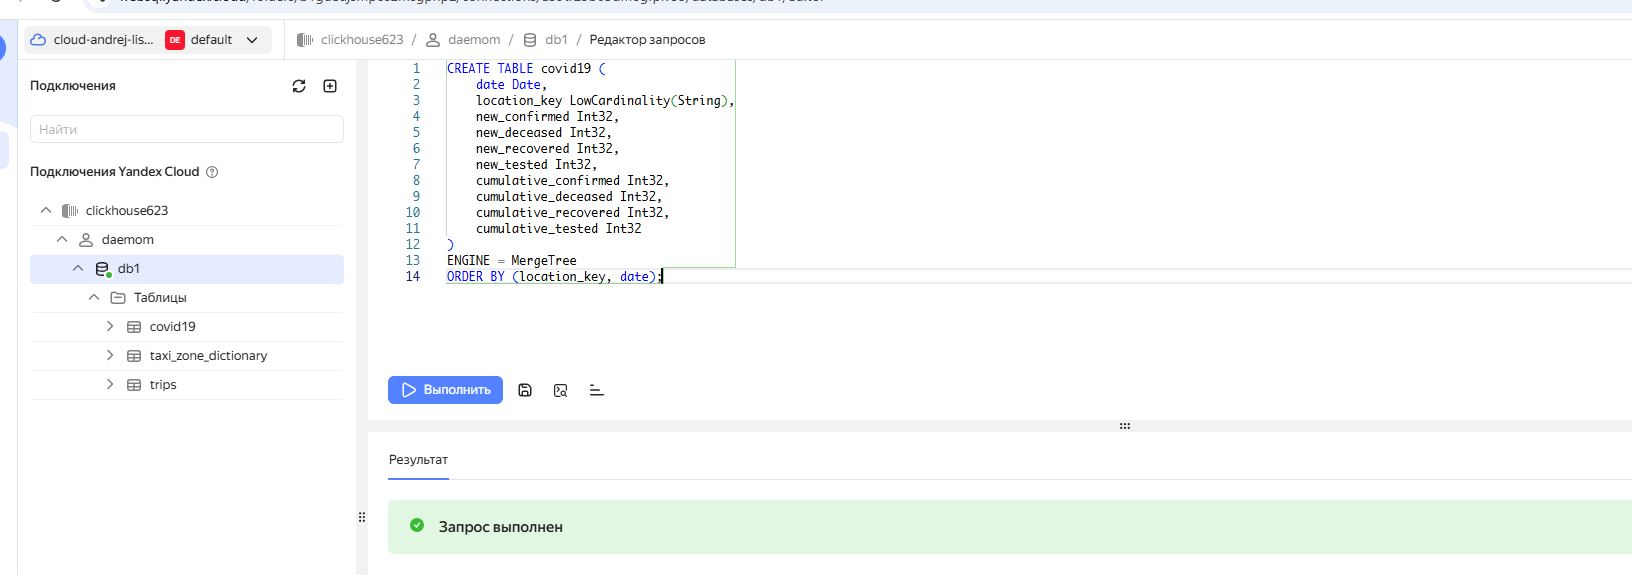 cloud-andrej-lis... DE default
clickhouse623 / daemom / db1 / Редактор запросов
Подключения
Найти
Подключения Yandex Cloud
clickhouse623
daemom
db1
Таблицы
covid19
taxi_zone_dictionary
trips
1 CREATE TABLE covid19 (
2 date Date,
3 location_key LowCardinality(String),
4 new_confirmed Int32,
5 new_deceased Int32,
6 new_recovered Int32,
7 new_tested Int32,
8 cumulative_confirmed Int32,
9 cumulative_deceased Int32,
10 cumulative_recovered Int32,
11 cumulative_tested Int32
12 )
13 ENGINE = MergeTree
14 ORDER BY (location_key, date);
Выполнить
Результат
Запрос выполнен